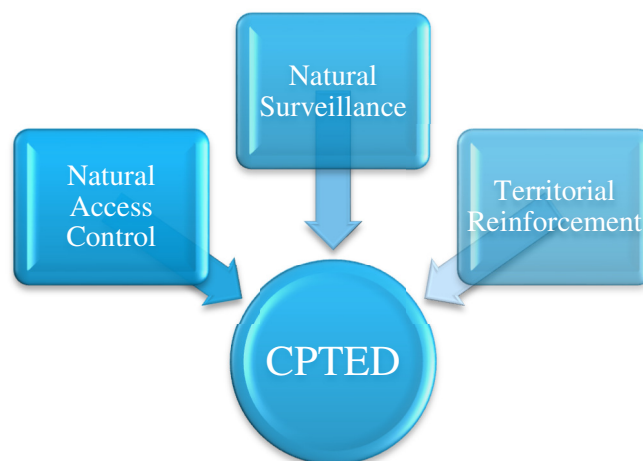 Natural
Surveillance
Natural
Access
Control
Territorial
Reinforcement
CPTED